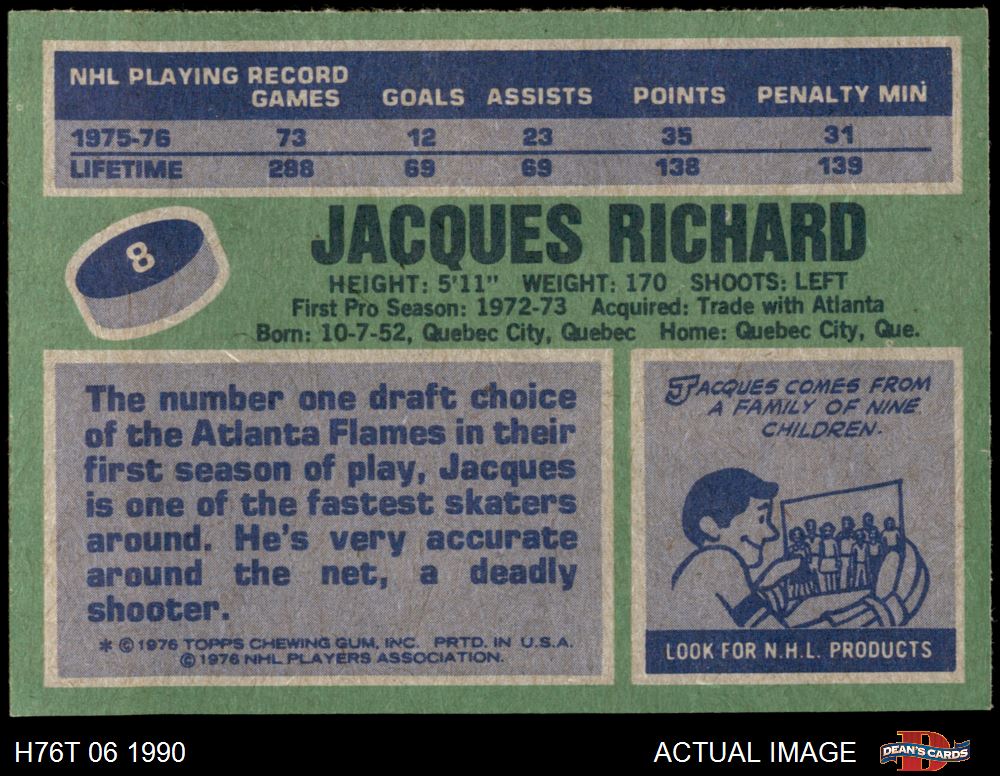 NHL PLAYING RECORD
GAMES GOALS ASSISTS POINTS PENALTY MIN
1975-76 73 12 23 35 31
LIFETIME 288 69 69 138 139
8
JACQUES RICHARD
HEIGHT: 5'11" WEIGHT: 170 SHOOTS: LEFT
First Pro Season: 1972-73 Acquired: Trade with Atlanta
Born: 10-7-52, Quebec City, Quebec Home: Quebec City, Que.
The number one draft choice
of the Atlanta Flames in their
first season of play, Jacques
is one of the fastest skaters
around. He's very accurate
around the net, a deadly
shooter.
* © 1976 TOPPS CHEWING GUM, INC. PRTD. IN U.S.A.
© 1976 NHL PLAYERS ASSOCIATION.
JACQUES COMES FROM
A FAMILY OF NINE
CHILDREN.
LOOK FOR N.H.L. PRODUCTS
H76T 06 1990
ACTUAL IMAGE
D
DEAN'S CARDS